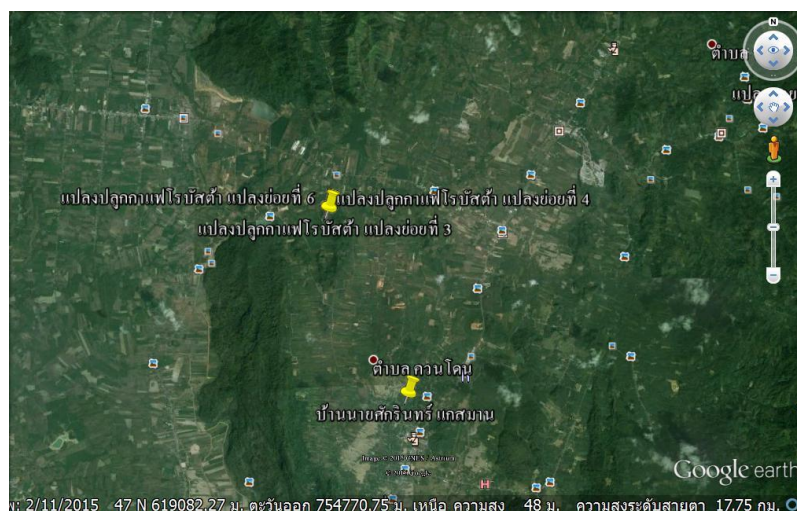 N
ตำบล
แปลงปลูกกาแฟโรบัสต้า แปลงย่อยที่ 6
แปลงปลูกกาแฟโรบัสต้า แปลงย่อยที่ 4
แปลงปลูกกาแฟโรบัสต้า แปลงย่อยที่ 3
ตำบล ควนโดน
บ้านนายศักรินทร์ แกสมาน
Google earth
2/11/2015 47 N 619082.27 ม. ตะวันออก 754770.75 ม. เหนือ ความสูง 48 ม. ความสูงระดับสายตา 17.75 กม.